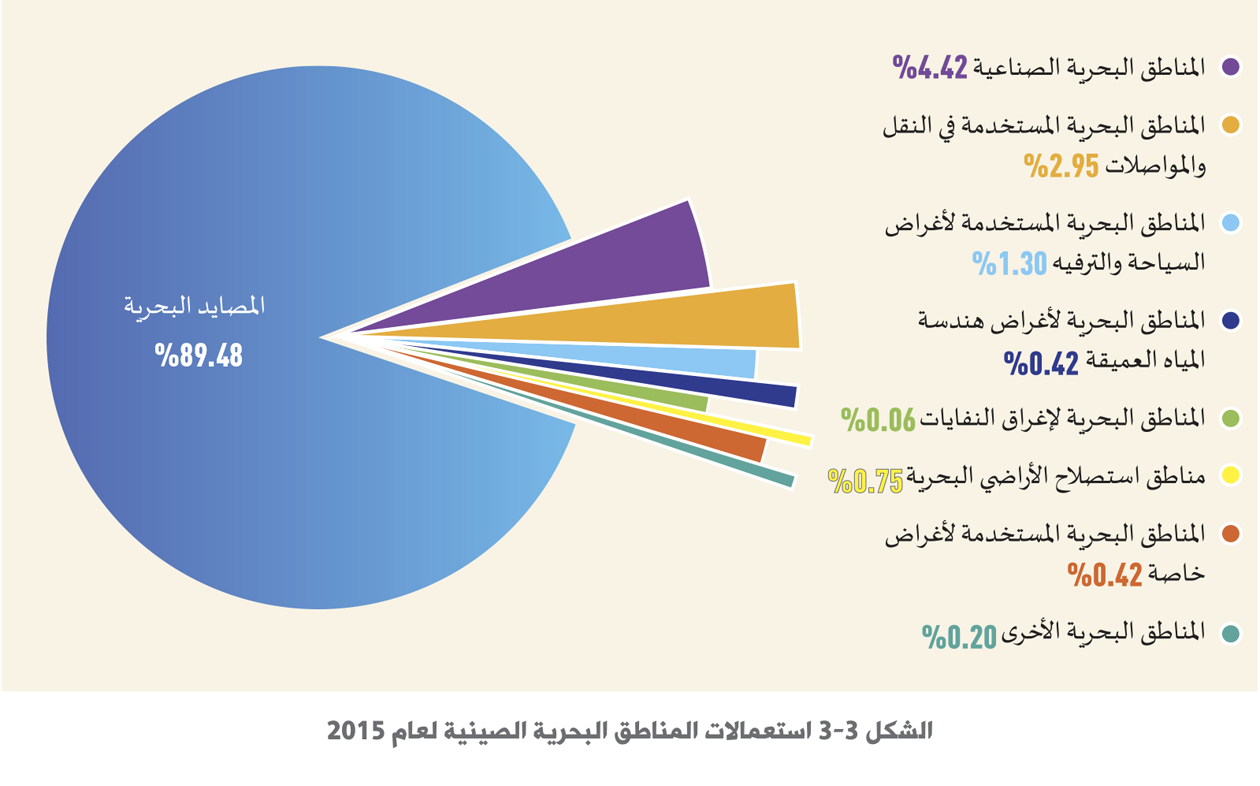 المناطق البحرية الصناعية %4.42
المناطق البحرية المستخدمة في النقل
والمواصلات %2.95
المناطق البحرية المستخدمة لأغراض
السياحة والترفيه %1.30
المناطق البحرية لأغراض هندسة
المياه العميقة %0.42
المناطق البحرية لإغراق النفايات %0.06
مناطق استصلاح الأراضي البحرية %0.75
المناطق البحرية المستخدمة لأغراض
خاصة %0.42
المناطق البحرية الأخرى %0.20
المصايد البحرية
%89.48
الشكل 3-3 استعمالات المناطق البحرية الصينية لعام 2015